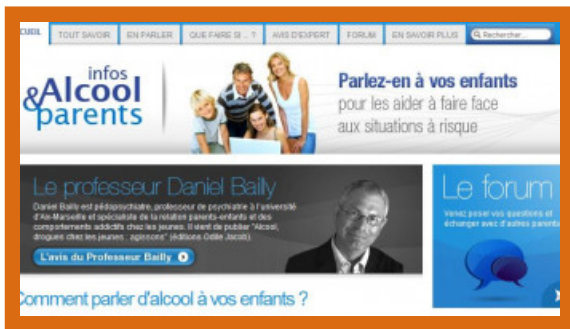 CUEIL TOUT SAVOIR EN PARLER QUE FAIRE SI ... ? AVIS D'EXPERT FORUM EN SAVOIR PLUS Rechercher...
infos
&Alcool
parents
Parlez-en à vos enfants
pour les aider à faire face
aux situations à risque
Le professeur Daniel Bailly
Daniel Bailly est pédopsychiatre, professeur de psychiatrie à l'université
d'Aix-Marseille et spécialiste de la relation parents-enfants et des
comportements addictifs chez les jeunes. Il vient de publier "Alcool,
drogues chez les jeunes : agissons" (éditions Odile Jacob).
L'avis du Professeur Bailly
Le forum
Venez poser vos questions et
échanger avec d'autres parents
Comment parler d'alcool à vos enfants ?